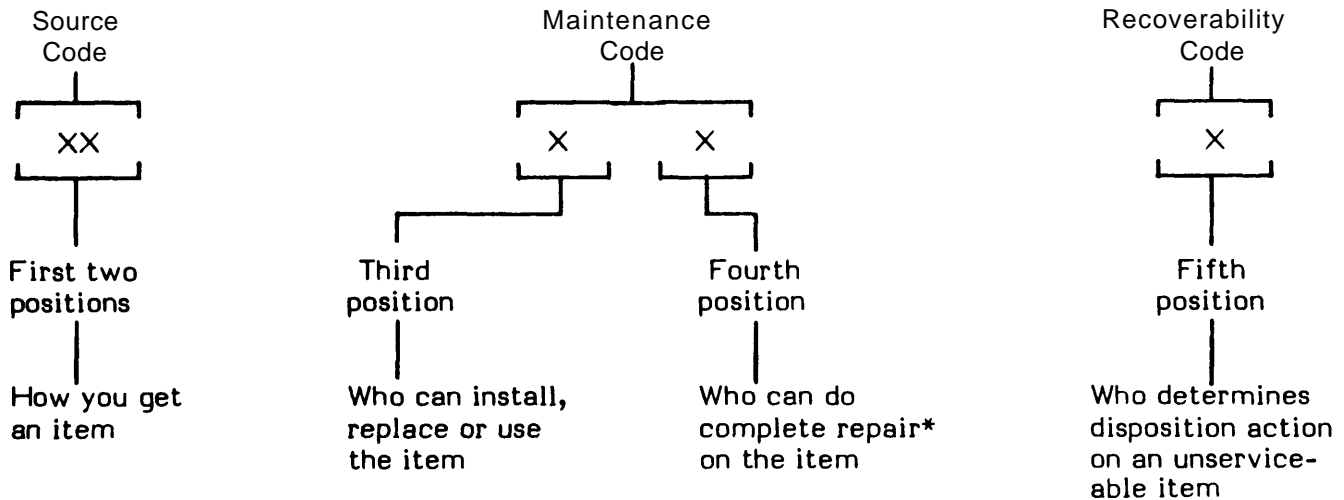 Source
Code
Maintenance
Code
Recoverability
Code
XX
X
X
X
First two
positions
Third
position
Fourth
position
Fifth
position
How you get
an item
Who can install,
replace or use
the item
Who can do
complete repair*
on the item
Who determines
disposition action
on an unservice-
able item